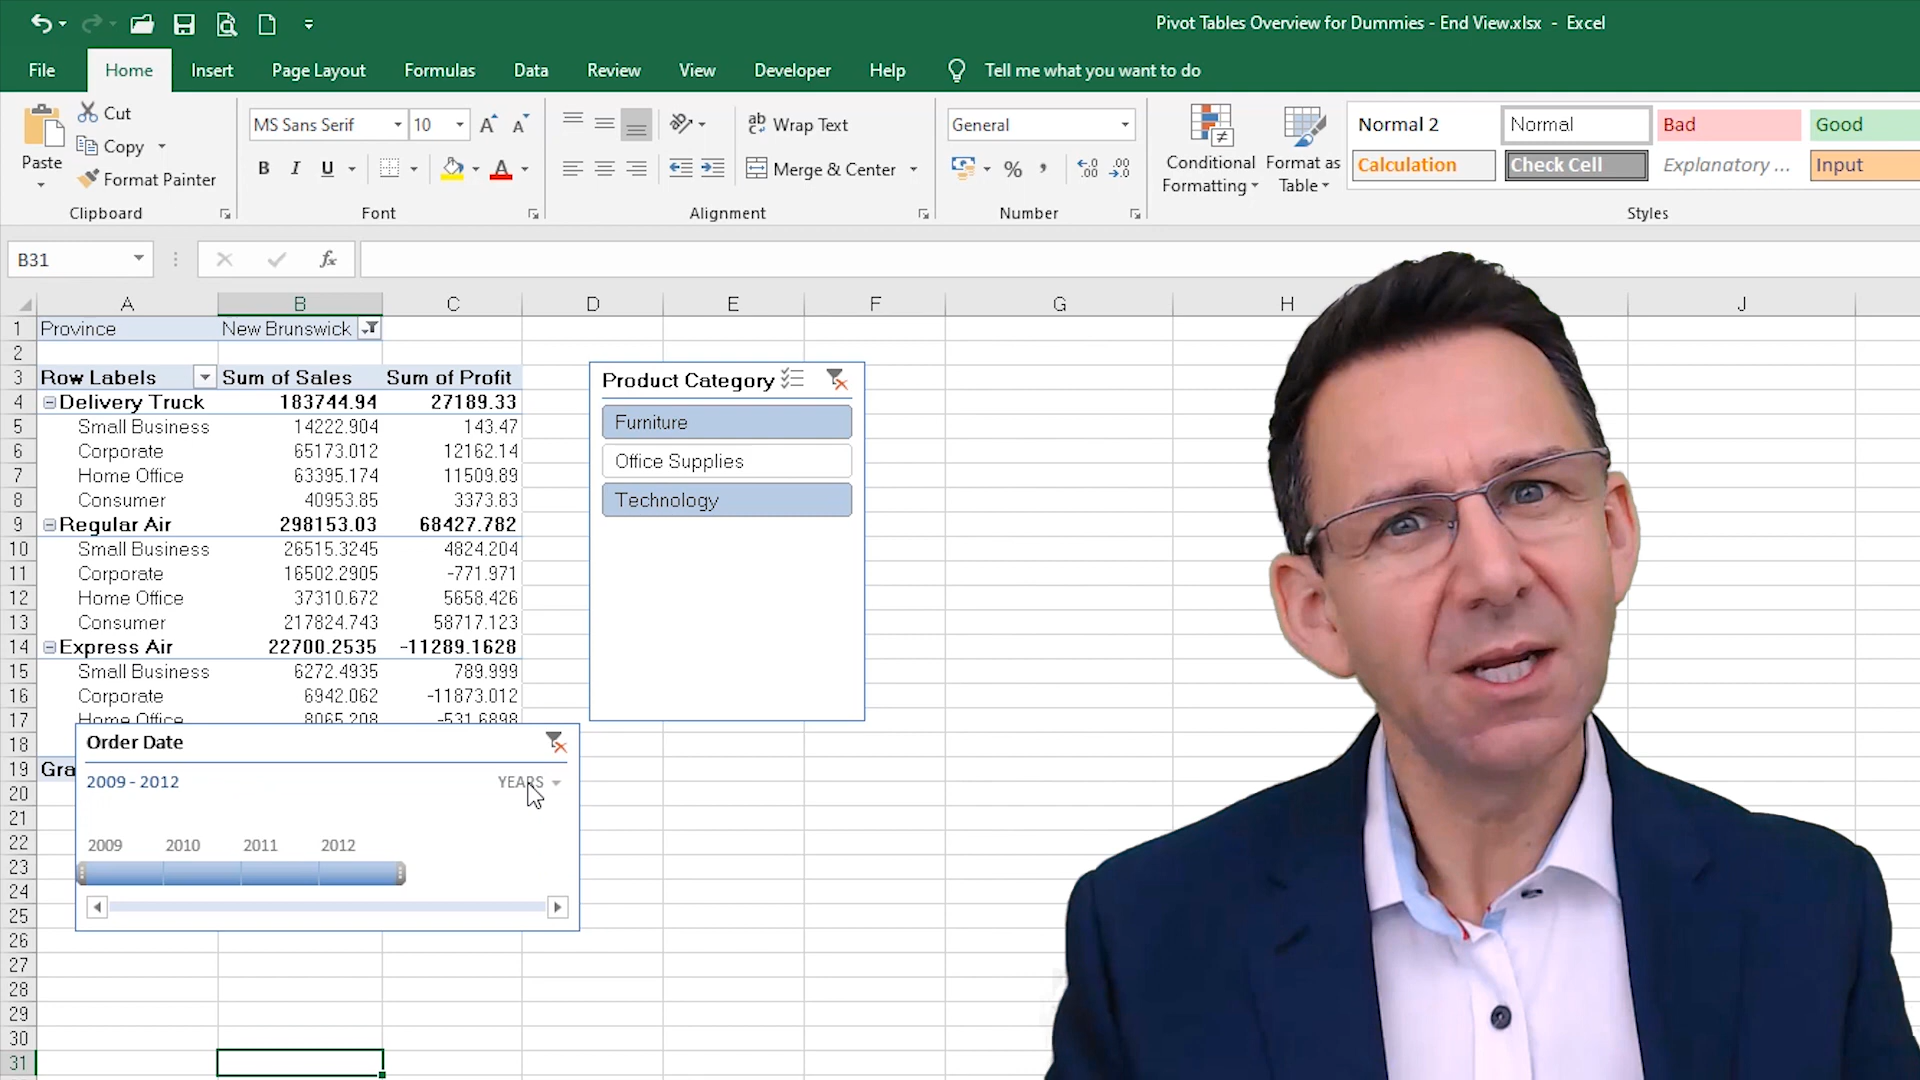 Pivot Tables Overview for Dummies - End View.xlsx - Excel
File Home Insert Page Layout Formulas Data Review View Developer Help Tell me what you want to do
Paste
Cut
Copy
Format Painter
Clipboard
MS Sans Serif 10
B I U
Font
Wrap Text
Merge & Center
Alignment
General
Number
Conditional Formatting
Format as Table
Normal 2 Normal Bad Good
Calculation Check Cell Explanatory ... Input
Styles
B31
fx
A B C D E F G H J
1 Province New Brunswick
2
3 Row Labels Sum of Sales Sum of Profit
4 Delivery Truck 183744.94 27189.33
5 Small Business 14222.904 143.47
6 Corporate 65173.012 12162.14
7 Home Office 63395.174 11509.89
8 Consumer 40953.85 3373.83
9 Regular Air 298153.03 68427.782
10 Small Business 26515.3245 4824.204
11 Corporate 16502.2905 -771.971
12 Home Office 37310.672 5658.426
13 Consumer 217824.743 58717.123
14 Express Air 22700.2535 -11289.1628
15 Small Business 6272.4935 789.999
16 Corporate 6942.062 -11873.012
17 Home Office 8065.208 -531.6898
18
19 Gra
20
21
22
23
24
25
26
27
28
29
30
31
Product Category
Furniture
Office Supplies
Technology
Order Date
2009 - 2012 YEARS
2009 2010 2011 2012